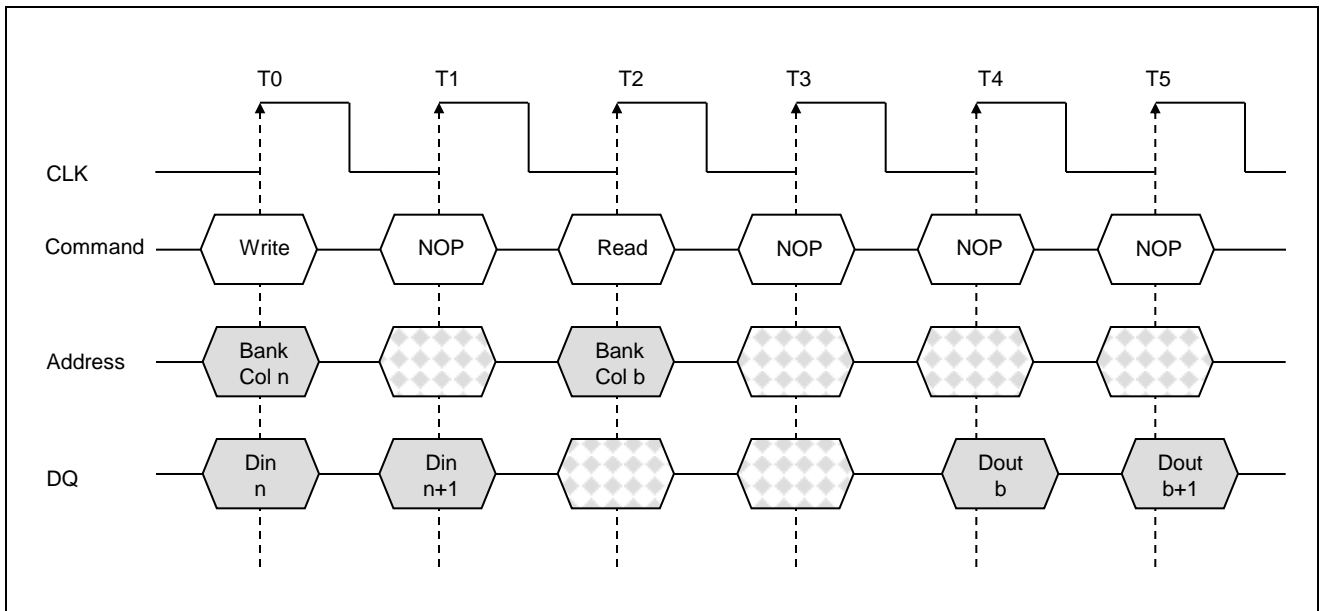 T0 T1 T2 T3 T4 T5
CLK
Command Write NOP Read NOP NOP NOP
Address
Bank
Col n
Bank
Col b
DQ
Din
n
Din
n+1
Dout
b
Dout
b+1